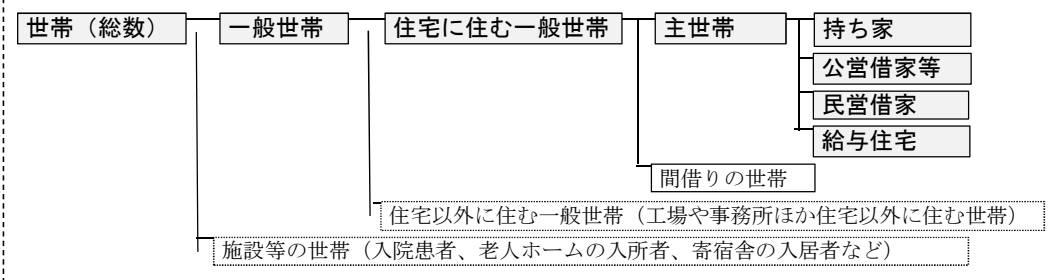 世帯（総数） 一般世帯 住宅に住む一般世帯 主世帯 持ち家
公営借家等
民営借家
給与住宅
間借りの世帯
住宅以外に住む一般世帯（工場や事務所ほか住宅以外に住む世帯）
施設等の世帯（入院患者、老人ホームの入所者、寄宿舎の入居者など）